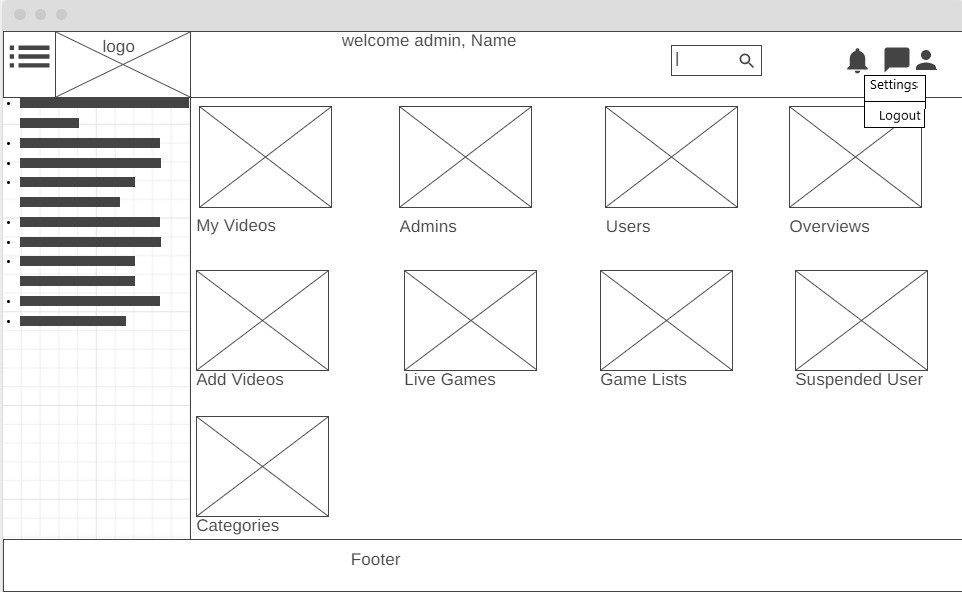 logo
welcome admin, Name
Settings
Logout
My Videos
Admins
Users
Overviews
Add Videos
Live Games
Game Lists
Suspended User
Categories
Footer